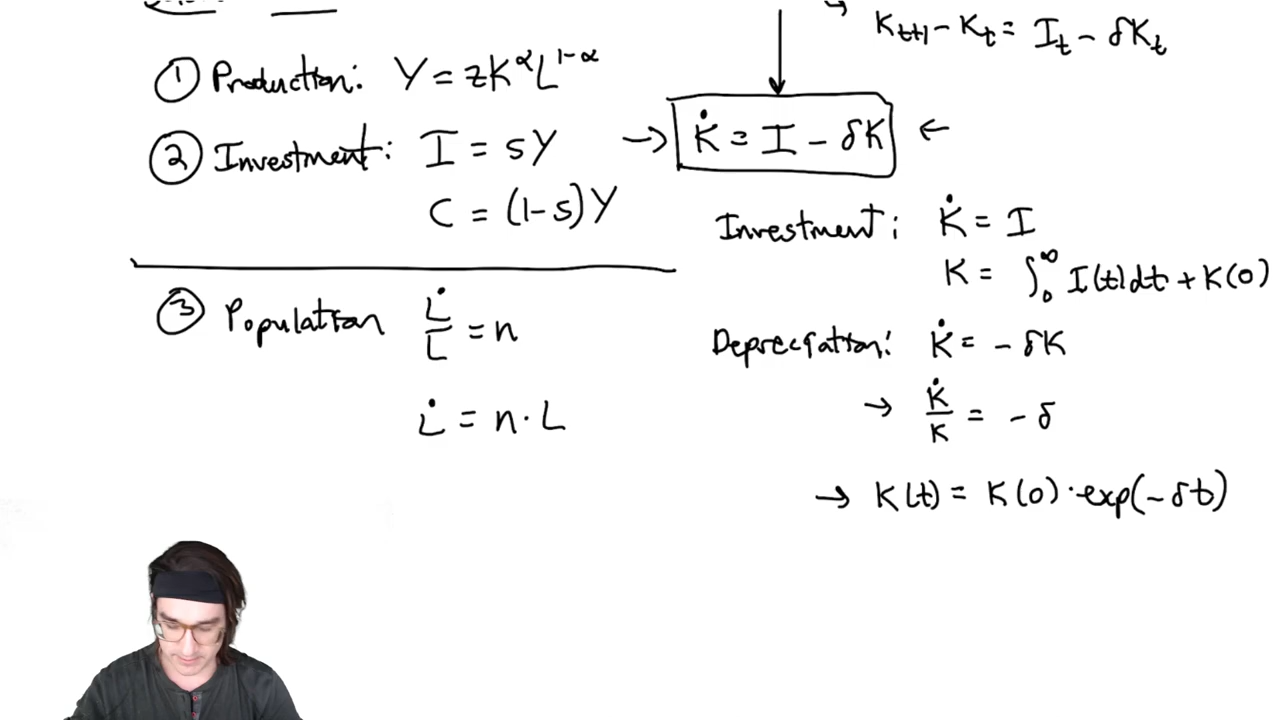 ① Production: Y = zK^α L^{1-α}
② Investment: I = sY
C = (1-s)Y
③ Population L̇/L = n
L̇ = n · L
→ K_{t+1} - K_t = I_t - δK_t
→ K̇ = I - δK ←
Investment: K̇ = I
K = ∫_0^∞ I(t)dt + K(0)
Depreciation: K̇ = - δK
→ K̇/K = - δ
→ K(t) = K(0) · exp(-δt)